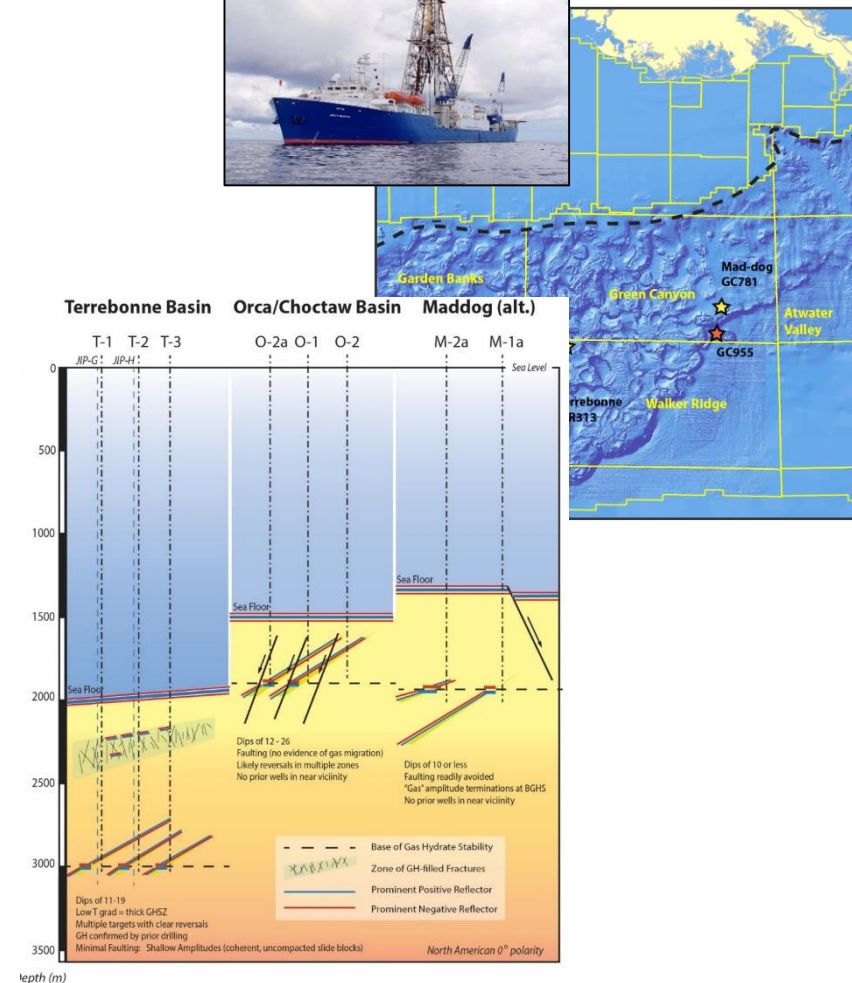 Mad-dog
GC781
Garden Banks
Green Canyon
Atwater
Valley
GC955
Walker Ridge
Terrebonne Basin
Orca/Choctaw Basin
Maddog (alt.)
T-1 T-2 T-3
O-2a O-1 O-2
M-2a M-1a
JIP-G JIP-H
0
Sea Level
500
1000
1500
2000
2500
3000
3500
Sea Floor
Sea Floor
Sea Floor
Dips of 12 - 26
Faulting (no evidence of gas migration)
Likely reversals in multiple zones
No prior wells in near viciinity
Dips of 10 or less
Faulting readily avoided
"Gas" amplitude terminations at BGHS
No prior wells in near viciinity
Base of Gas Hydrate Stability
Zone of GH-filled Fractures
Prominent Positive Reflector
Prominent Negative Reflector
Dips of 11-19
Low T grad = thick GHSZ
Multiple targets with clear reversals
GH confirmed by prior drilling
Minimal Faulting: Shallow Amplitudes (coherent, uncompacted slide blocks)
North American 0° polarity
(m)